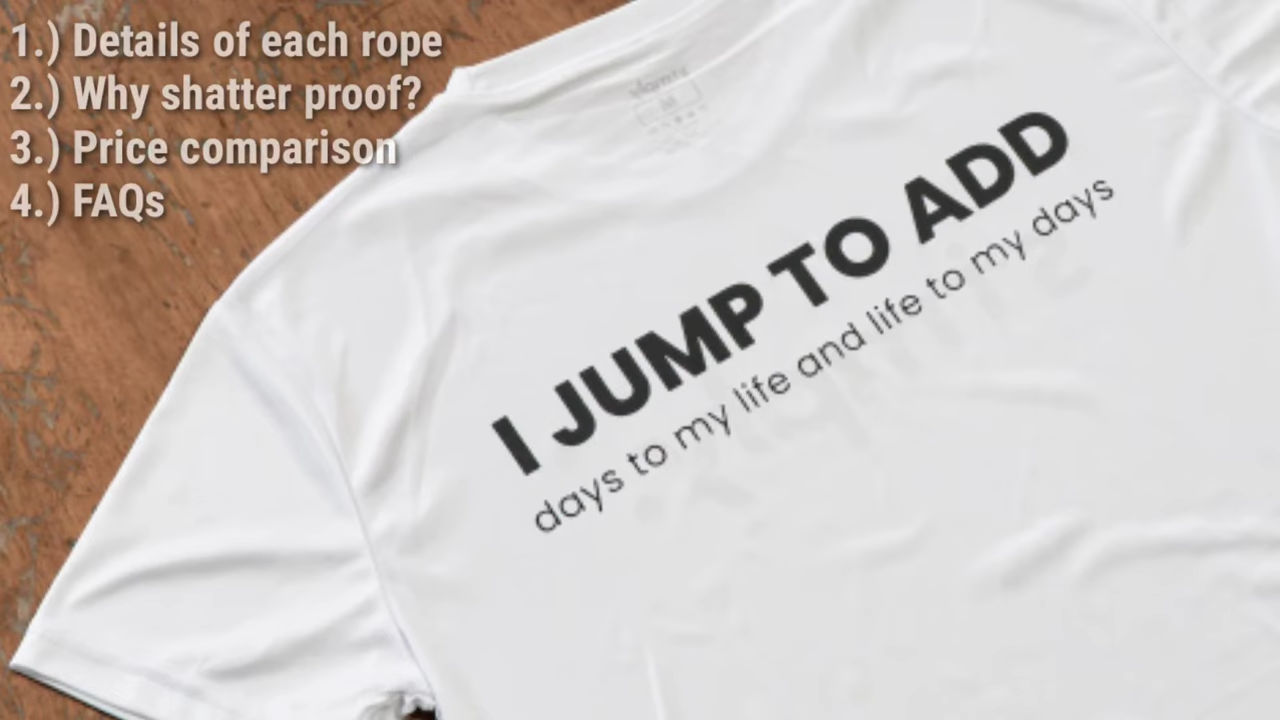 1.) Details of each rope
2.) Why shatter proof?
3.) Price comparison
4.) FAQs
I JUMP TO ADD
days to my life and life to my days